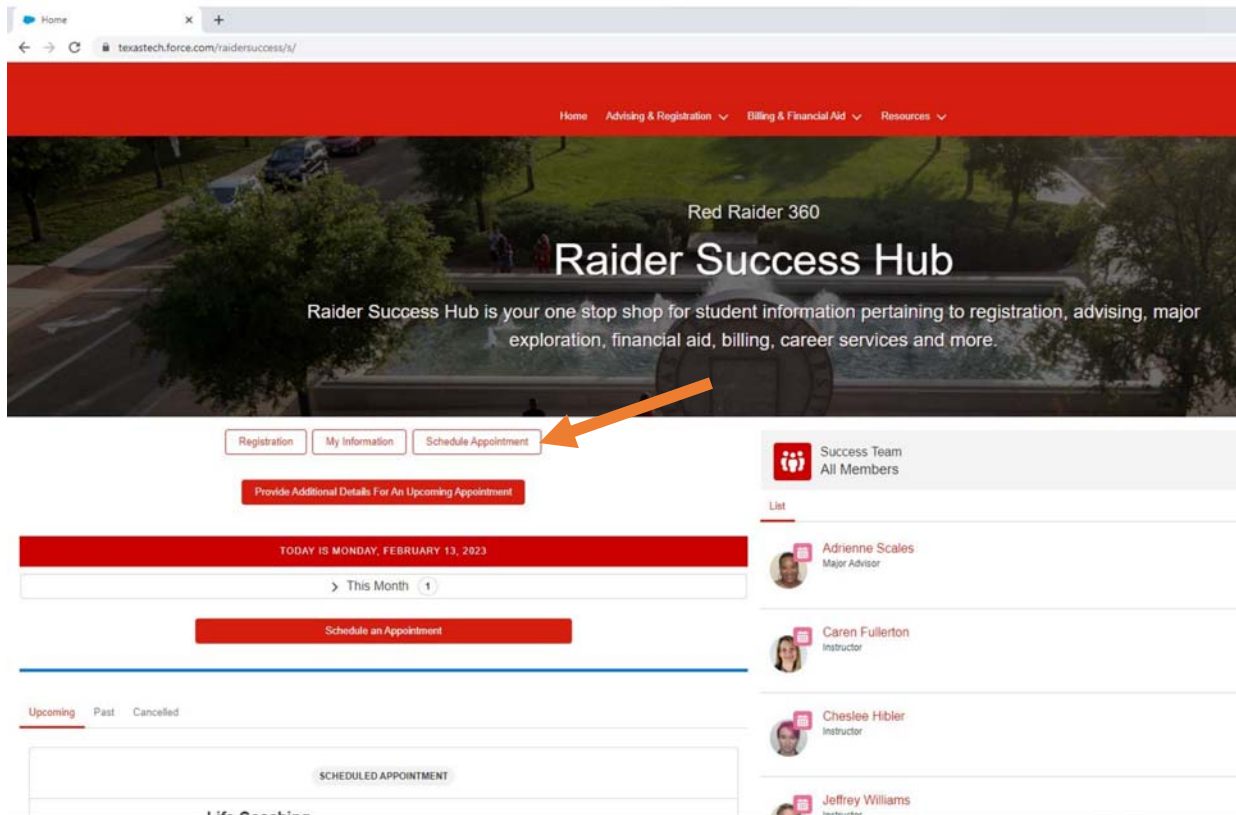 Home
texastech.force.com/raidersuccess/s/
Home Advising & Registration Billing & Financial Aid Resources
Red Raider 360
Raider Success Hub
Raider Success Hub is your one stop shop for student information pertaining to registration, advising, major
exploration, financial aid, billing, career services and more.
Registration My Information Schedule Appointment
Provide Additional Details For An Upcoming Appointment
TODAY IS MONDAY, FEBRUARY 13, 2023
This Month 1
Schedule an Appointment
Upcoming Past Cancelled
SCHEDULED APPOINTMENT
Life Coaching
Success Team
All Members
List
Adrienne Scales
Major Advisor
Caren Fullerton
Instructor
Cheslee Hibler
Instructor
Jeffrey Williams
Instructor